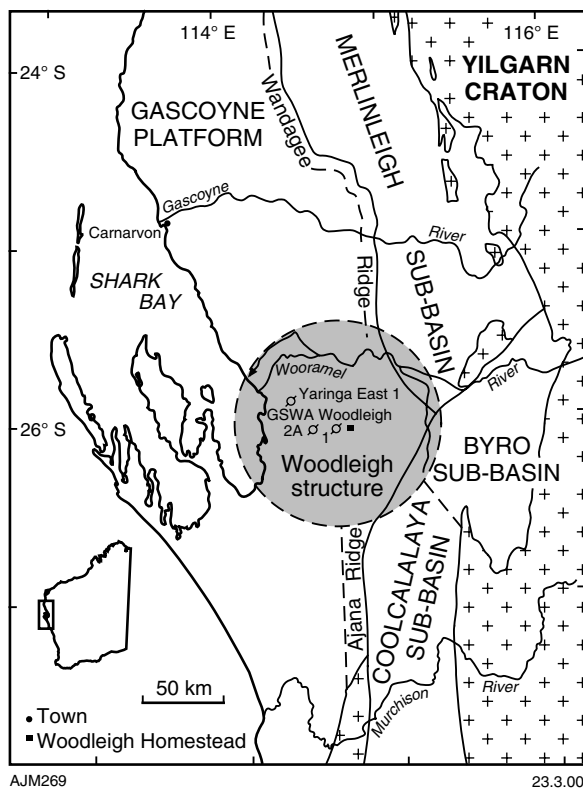 114° E
116° E
24° S
26° S
YILGARN
CRATON
MERLINLEIGH
SUB-BASIN
GASCOYNE
PLATFORM
Wandagee
Ridge
Gascoyne
River
Carnarvon
SHARK
BAY
Wooramel
River
Yaringa East 1
GSWA Woodleigh
2A
1
Woodleigh
structure
BYRO
SUB-BASIN
Ajana Ridge
COOLCALALAYA
SUB-BASIN
Murchison
River
50 km
Town
Woodleigh Homestead
AJM269
23.3.00